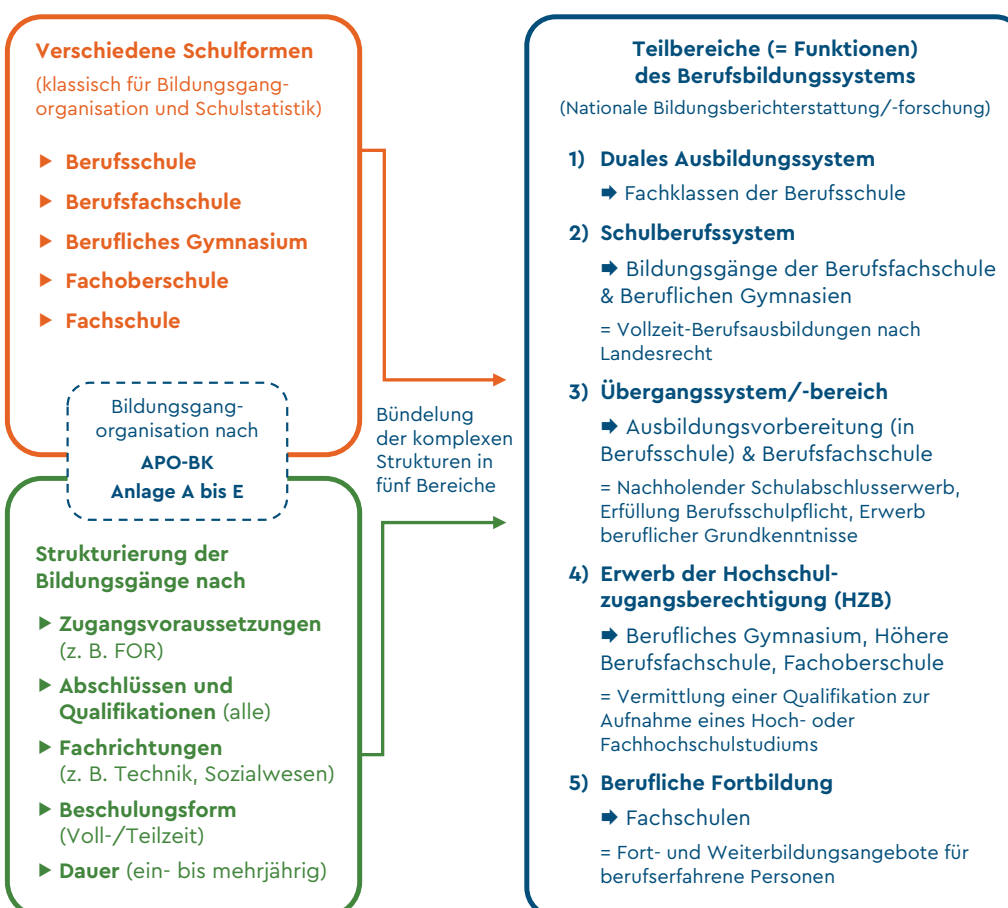 Verschiedene Schulformen
(klassisch für Bildungsgang-
organisation und Schulstatistik)
▶ Berufsschule
▶ Berufsfachschule
▶ Berufliches Gymnasium
▶ Fachoberschule
▶ Fachschule
Bildungsgang-
organisation nach
APO-BK
Anlage A bis E
Strukturierung der
Bildungsgänge nach
▶ Zugangsvoraussetzungen
(z. B. FOR)
▶ Abschlüssen und
Qualifikationen (alle)
▶ Fachrichtungen
(z. B. Technik, Sozialwesen)
▶ Beschulungsform
(Voll-/Teilzeit)
▶ Dauer (ein- bis mehrjährig)
Bündelung
der komplexen
Strukturen in
fünf Bereiche
Teilbereiche (= Funktionen)
des Berufsbildungssystems
(Nationale Bildungsberichterstattung/-forschung)
1) Duales Ausbildungssystem
➡ Fachklassen der Berufsschule
2) Schulberufssystem
➡ Bildungsgänge der Berufsfachschule
& Beruflichen Gymnasien
= Vollzeit-Berufsausbildungen nach
Landesrecht
3) Übergangssystem/-bereich
➡ Ausbildungsvorbereitung (in
Berufsschule) & Berufsfachschule
= Nachholender Schulabschlusserwerb,
Erfüllung Berufsschulpflicht, Erwerb
beruflicher Grundkenntnisse
4) Erwerb der Hochschul-
zugangsberechtigung (HZB)
➡ Berufliches Gymnasium, Höhere
Berufsfachschule, Fachoberschule
= Vermittlung einer Qualifikation zur
Aufnahme eines Hoch- oder
Fachhochschulstudiums
5) Berufliche Fortbildung
➡ Fachschulen
= Fort- und Weiterbildungsangebote für
berufserfahrene Personen